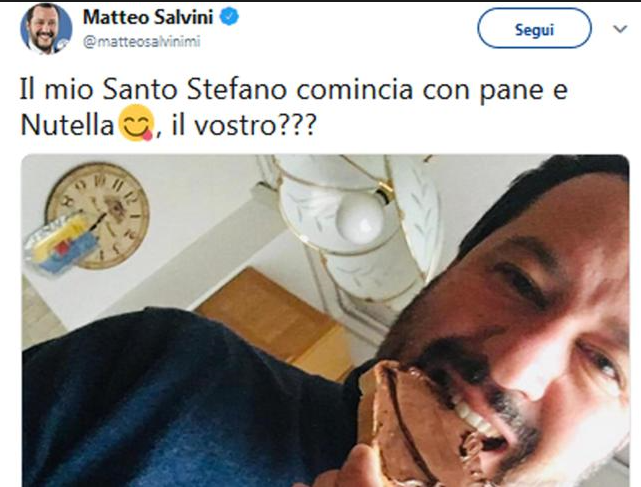 Matteo Salvini
@matteosalvinimi
Segui
Il mio Santo Stefano comincia con pane e
Nutella😋, il vostro???